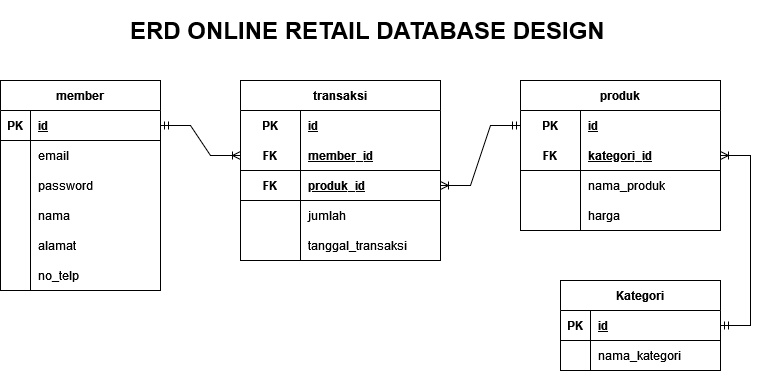 ERD ONLINE RETAIL DATABASE DESIGN
member
PK id
email
password
nama
alamat
no_telp
transaksi
PK id
FK member_id
FK produk_id
jumlah
tanggal_transaksi
produk
PK id
FK kategori_id
nama_produk
harga
Kategori
PK id
nama_kategori